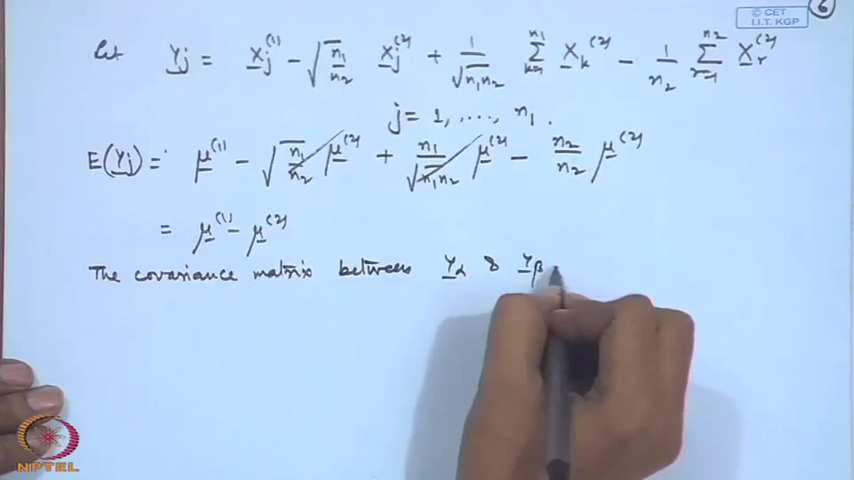 © CET
I.I.T. KGP
6
Let Yj = Xj^(1) − √(n1/n2) Xj^(2) + 1/√(n1n2) Σ_{k=1}^{n1} Xk^(2) − 1/n2 Σ_{r=1}^{n2} Xr^(2)
j = 1, ...., n1.
E(Yj) = μ^(1) − √(n1/n2) μ^(2) + n1/√(n1n2) μ^(2) − n2/n2 μ^(2)
= μ^(1) − μ^(2)
The covariance matrix between Yα & Yβ
NPTEL